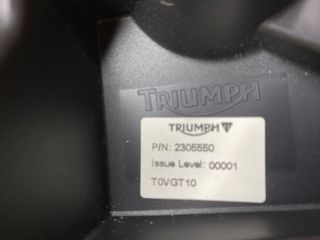 TRIUMPH
TRIUMPH
P/N: 2305550
Issue Level: 00001
T0VGT10